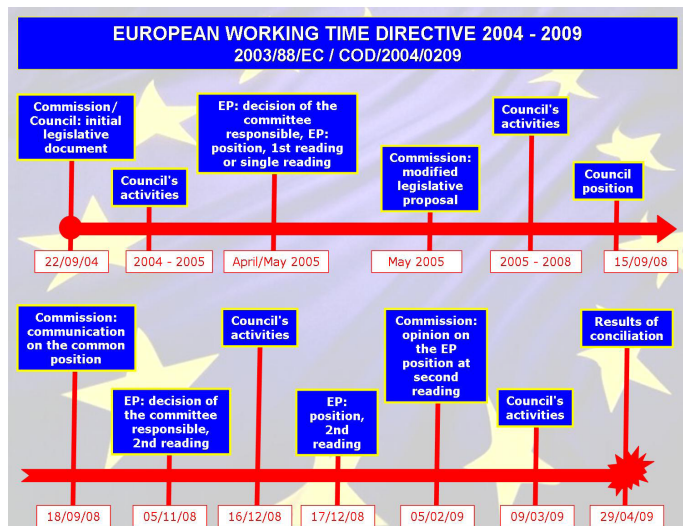 EUROPEAN WORKING TIME DIRECTIVE 2004 - 2009
2003/88/EC / COD/2004/0209
Commission/
Council: initial
legislative
document
Council's
activities
EP: decision of the
committee
responsible, EP:
position, 1st reading
or single reading
Commission:
modified
legislative
proposal
Council's
activities
Council
position
22/09/04
2004 - 2005
April/May 2005
May 2005
2005 - 2008
15/09/08
Commission:
communication
on the common
position
EP: decision of
the committee
responsible,
2nd reading
Council's
activities
EP:
position,
2nd
reading
Commission:
opinion on
the EP
position at
second
reading
Council's
activities
Results of
conciliation
18/09/08
05/11/08
16/12/08
17/12/08
05/02/09
09/03/09
29/04/09